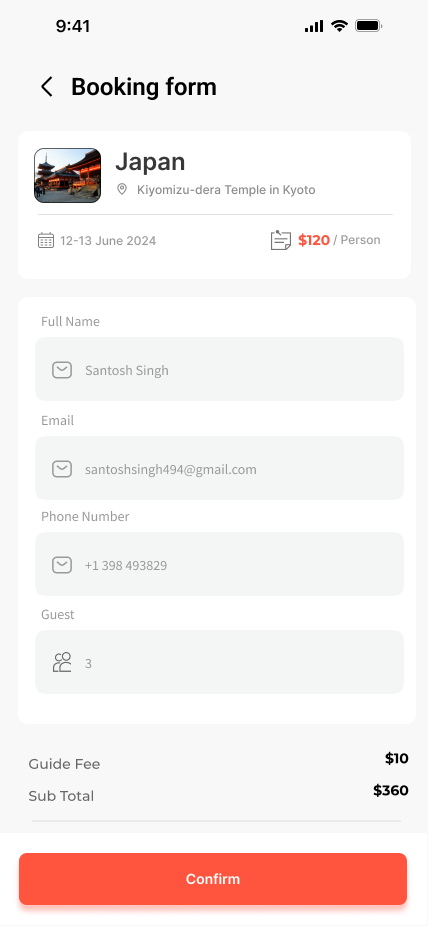 9:41
Booking form
Japan
Kiyomizu-dera Temple in Kyoto
12-13 June 2024
$120 / Person
Full Name
Santosh Singh
Email
santoshsingh494@gmail.com
Phone Number
+1 398 493829
Guest
3
Guide Fee $10
Sub Total $360
Confirm